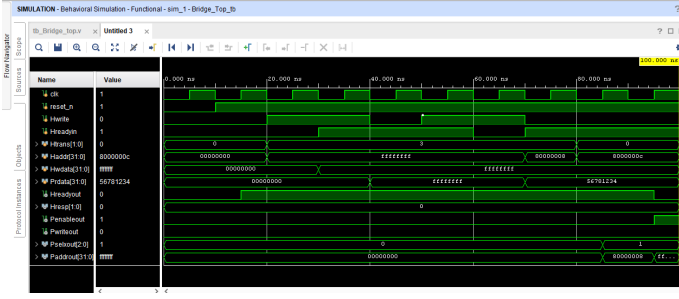 SIMULATION - Behavioral Simulation - Functional - sim_1 - Bridge_Top_tb
?
Flow Navigator
Scope
Sources
Objects
Protocol Instances
tb_Bridge_top.v × Untitled 3 ×
? □
100.000 ns
Name Value 0.000 ns 20.000 ns 40.000 ns 60.000 ns 80.000 ns
clk 1
reset_n 1
Hwrite 0
Hreadyin 1
> Htrans[1:0] 0 0 3 0
> Haddr[31:0] 8000000c 00000000 ffffffff 80000008 8000000c
> Hwdata[31:0] ffffffff 00000000 ffffffff
> Prdata[31:0] 56781234 00000000 ffffffff 56781234
Hreadyout 0
> Hresp[1:0] 0 0
Penableout 1
Pwriteout 0
> Pselxout[2:0] 1 0 1
> Paddrout[31:0] ffffffff 00000000 80000008 ff...